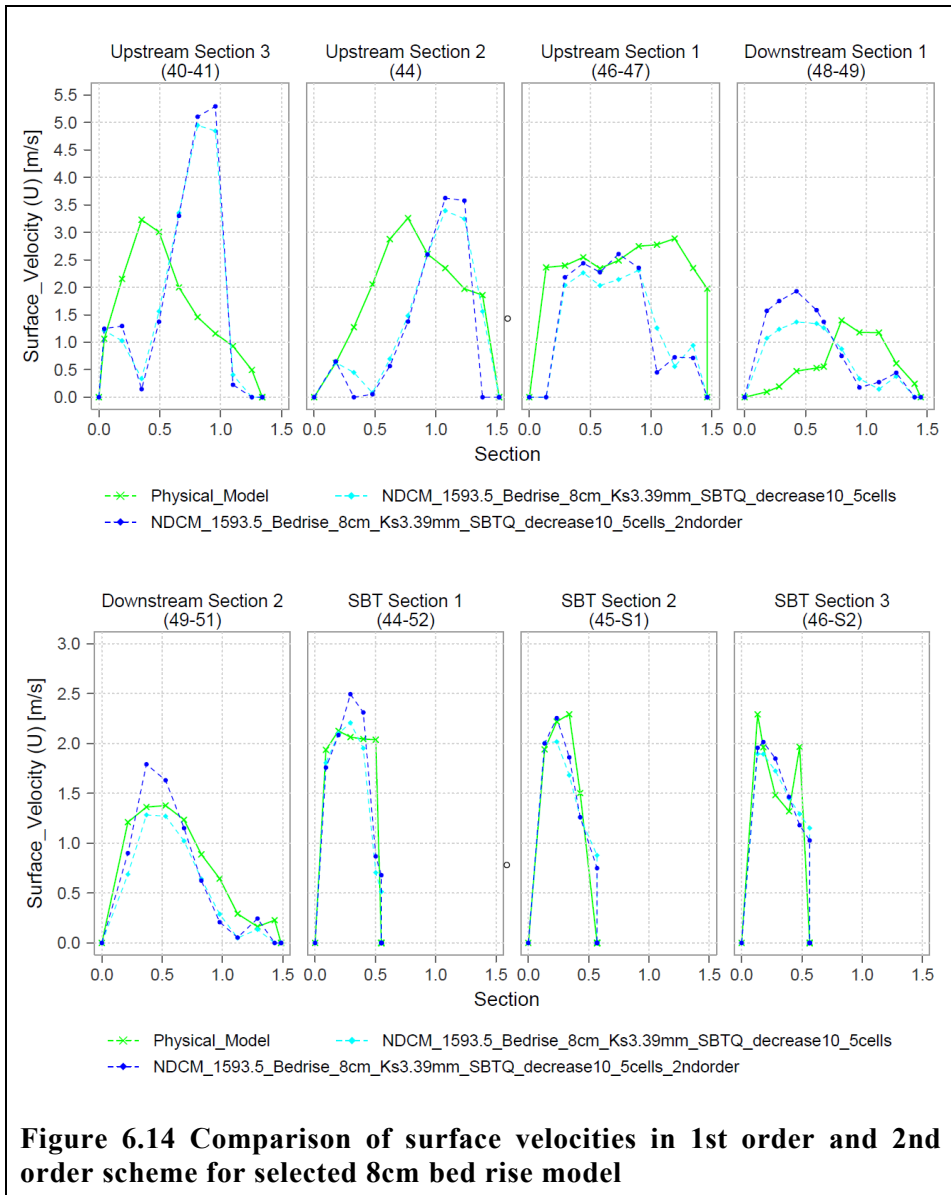 Upstream Section 3
(40-41)
Upstream Section 2
(44)
Upstream Section 1
(46-47)
Downstream Section 1
(48-49)
Surface_Velocity (U) [m/s]
5.5
5.0
4.5
4.0
3.5
3.0
2.5
2.0
1.5
1.0
0.5
0.0
0.0 0.5 1.0 1.5
0.0 0.5 1.0 1.5
0.0 0.5 1.0 1.5
0.0 0.5 1.0 1.5
Section
Physical_Model
NDCM_1593.5_Bedrise_8cm_Ks3.39mm_SBTQ_decrease10_5cells
NDCM_1593.5_Bedrise_8cm_Ks3.39mm_SBTQ_decrease10_5cells_2ndorder
Downstream Section 2
(49-51)
SBT Section 1
(44-52)
SBT Section 2
(45-S1)
SBT Section 3
(46-S2)
Surface_Velocity (U) [m/s]
3.0
2.5
2.0
1.5
1.0
0.5
0.0
0.0 0.5 1.0 1.5
0.0 0.5 1.0 1.5
0.0 0.5 1.0 1.5
0.0 0.5 1.0 1.5
Section
Physical_Model
NDCM_1593.5_Bedrise_8cm_Ks3.39mm_SBTQ_decrease10_5cells
NDCM_1593.5_Bedrise_8cm_Ks3.39mm_SBTQ_decrease10_5cells_2ndorder
Figure 6.14 Comparison of surface velocities in 1st order and 2nd
order scheme for selected 8cm bed rise model